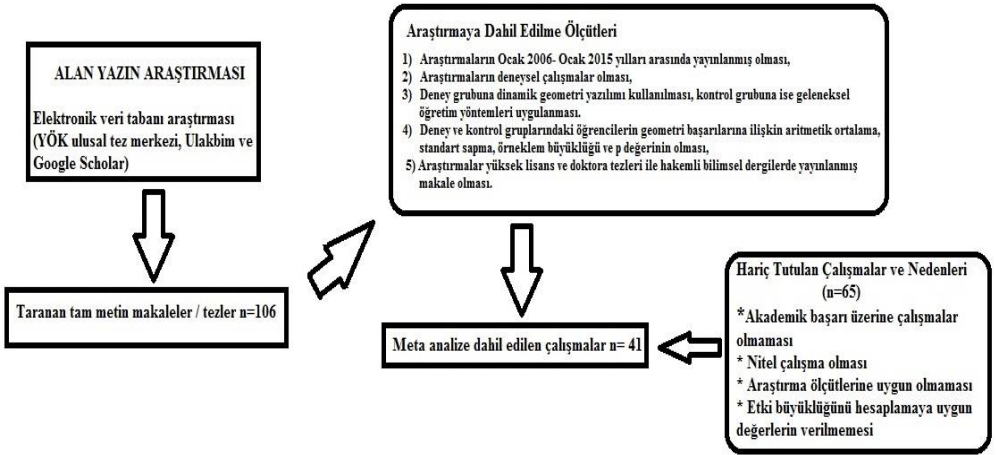 ALAN YAZIN ARAŞTIRMASI
Elektronik veri tabanı araştırması
(YÖK ulusal tez merkezi, Ulakbim ve
Google Scholar)
Taranan tam metin makaleler / tezler n=106
Araştırmaya Dahil Edilme Ölçütleri
1) Araştırmaların Ocak 2006- Ocak 2015 yılları arasında yayınlanmış olması,
2) Araştırmaların deneysel çalışmalar olması,
3) Deney grubuna dinamik geometri yazılımı kullanılması, kontrol grubuna ise geleneksel
öğretim yöntemleri uygulanması.
4) Deney ve kontrol gruplarındaki öğrencilerin geometri başarılarına ilişkin aritmetik ortalama,
standart sapma, örneklem büyüklüğü ve p değerinin olması,
5) Araştırmalar yüksek lisans ve doktora tezleri ile hakemli bilimsel dergilerde yayınlanmış
makale olması.
Meta analize dahil edilen çalışmalar n= 41
Hariç Tutulan Çalışmalar ve Nedenleri
(n=65)
*Akademik başarı üzerine çalışmalar
olmaması
* Nitel çalışma olması
* Araştırma ölçütlerine uygun olmaması
* Etki büyüklüğünü hesaplamaya uygun
değerlerin verilmemesi